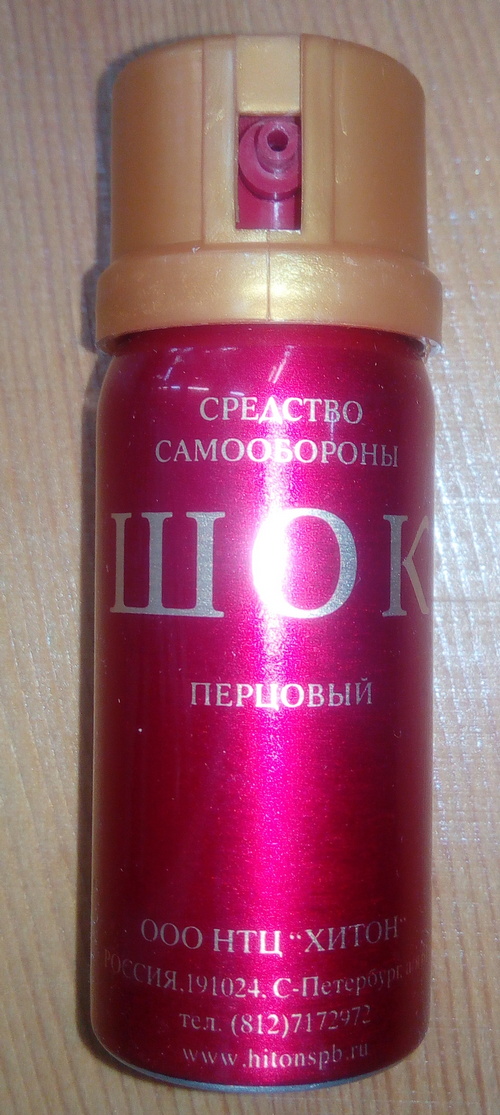 СРЕДСТВО
САМООБОРОНЫ
ШОК
ПЕРЦОВЫЙ
ООО НТЦ "ХИТОН"
РОССИЯ,191024, С-Петербург,
тел. (812)7172972
www.hitonspb.ru